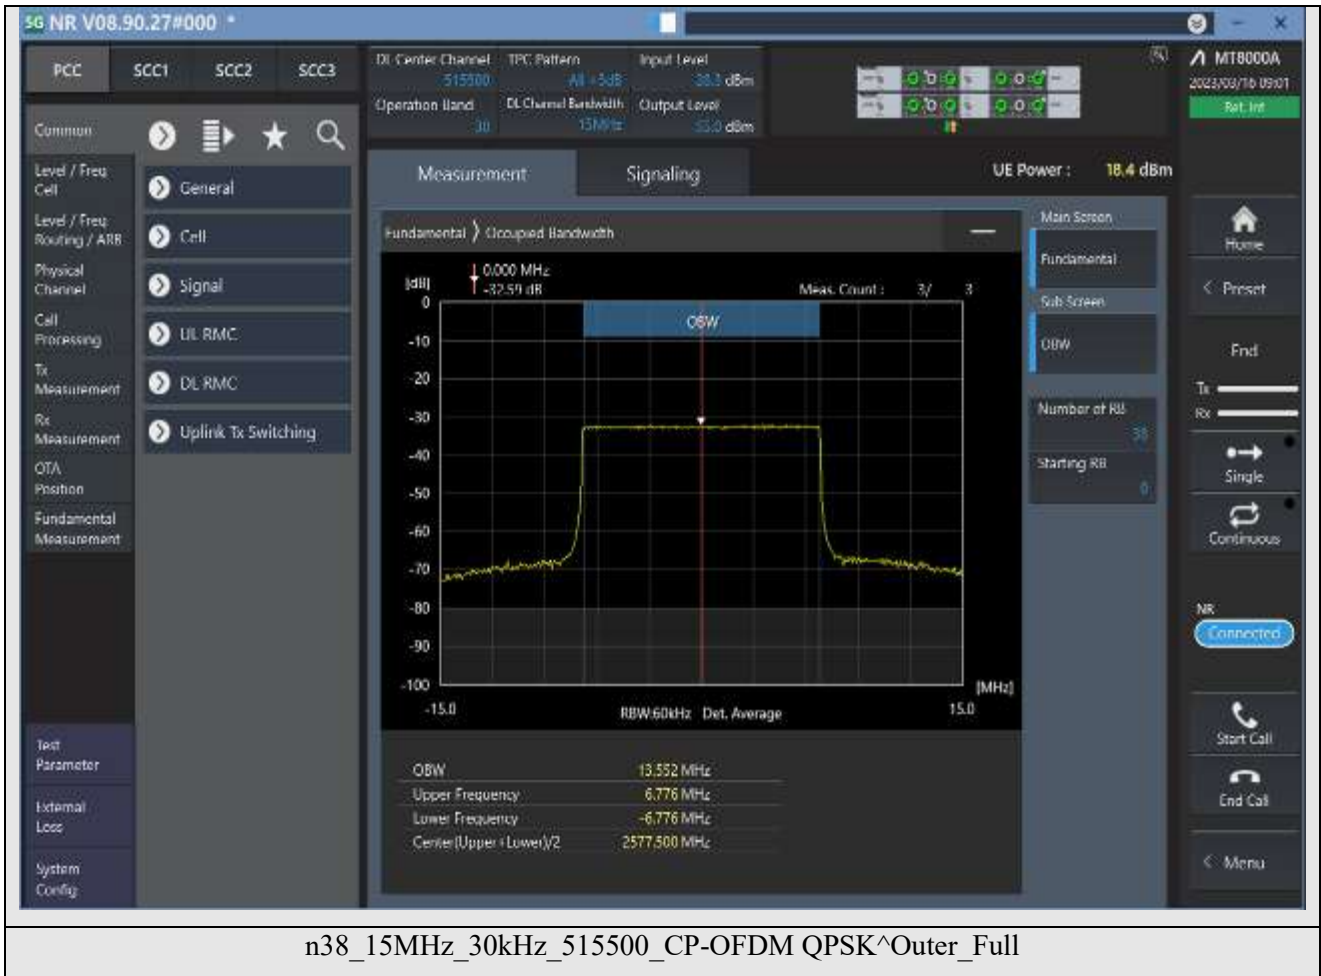 SG NR V08.90.27#000 *
PCC SCC1 SCC2 SCC3
DL Center Channel TPC Pattern Input Level
515500 All +3dB dBm
Operation Band DL Channel Bandwidth Output Level
15MHz dBm
MT8000A
2023/03/16 09:01
Ref. Int
Common
Level / Freq.
Cell
Level / Freq.
Routing / ARB
Physical
Channel
Call
Processing
Tx
Measurement
Rx
Measurement
OTA
Position
Fundamental
Measurement
Test
Parameter
External
Loss
System
Config
General
Cell
Signal
UL RMC
DL RMC
Uplink Tx Switching
Measurement Signaling UE Power : 18.4 dBm
Fundamental Occupied Bandwidth
0.000 MHz
[dB] -32.59 dB Meas. Count : 3/ 3
OBW
0
-10
-20
-30
-40
-50
-60
-70
-80
-90
-100
[MHz]
-15.0 RBW:60kHz Det. Average 15.0
OBW 13.552 MHz
Upper Frequency 6.776 MHz
Lower Frequency -6.776 MHz
Center(Upper+Lower)/2 2577.500 MHz
Main Screen
Fundamental
Sub Screen
OBW
Number of RB
38
Starting RB
0
Home
Preset
End
Tx
Rx
Single
Continuous
NR
Connected
Start Call
End Call
Menu
n38_15MHz_30kHz_515500_CP-OFDM QPSK^Outer_Full